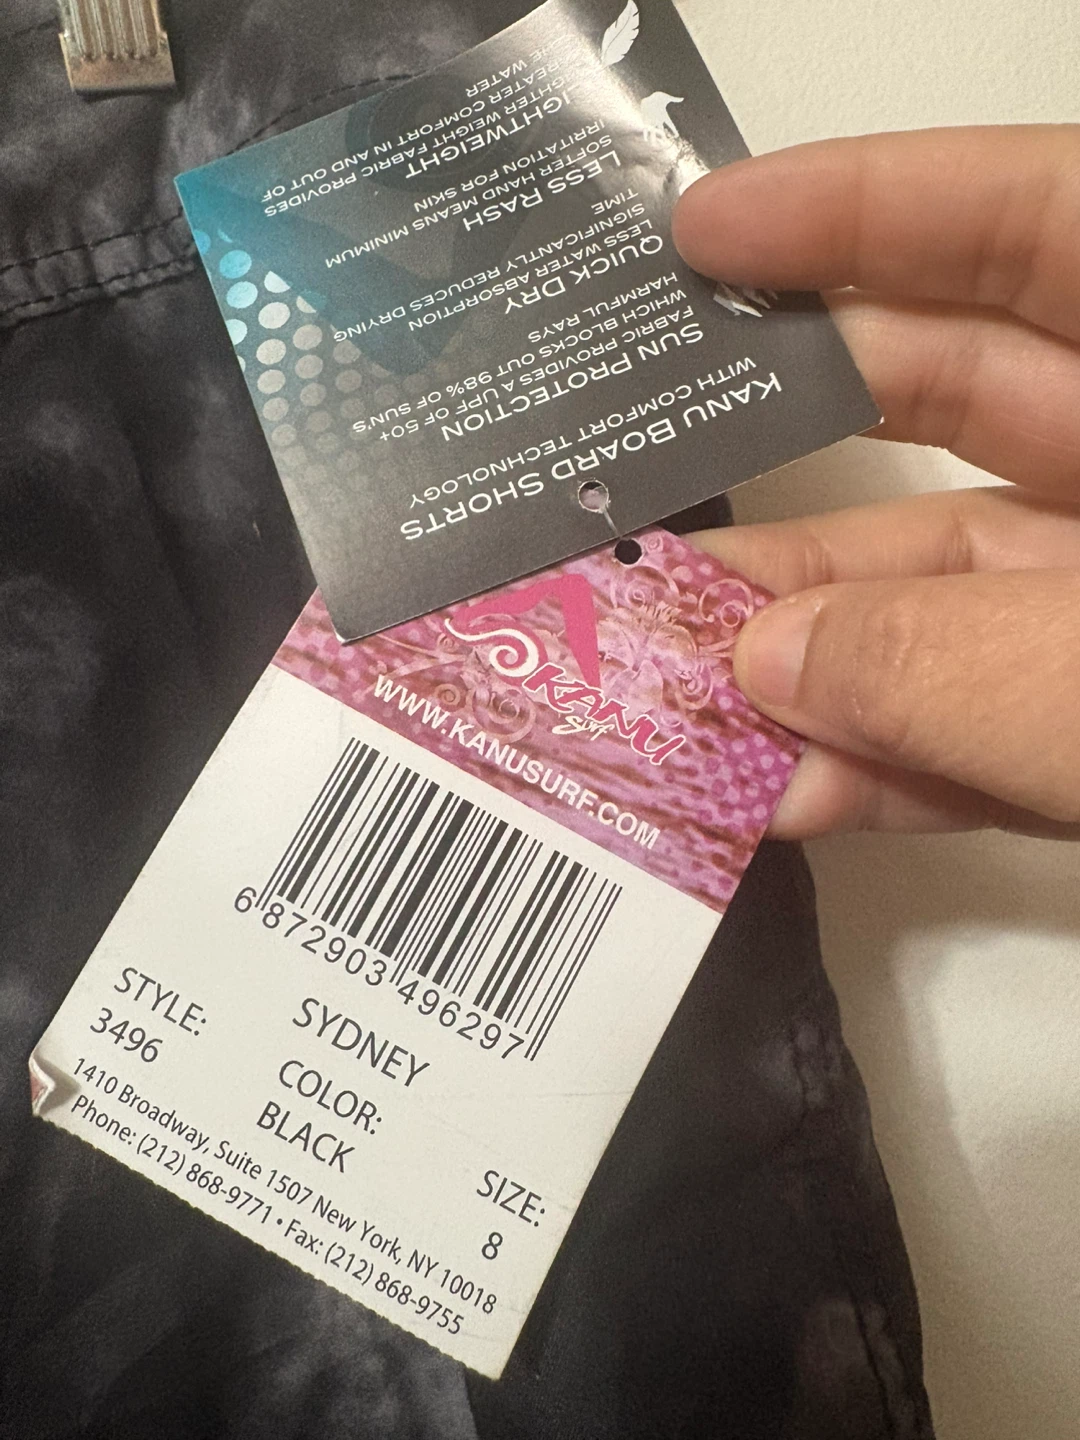 KANU BOARD SHORTS
WITH COMFORT TECHNOLOGY
SUN PROTECTION
FABRIC PROVIDES A UPF OF 50+
WHICH BLOCKS OUT 98% OF SUN'S
HARMFUL RAYS
QUICK DRY
LESS WATER ABSORPTION
SIGNIFICANTLY REDUCES DRYING
TIME
LESS RASH
SOFTER HAND MEANS MINIMUM
IRRITATION FOR SKIN
LIGHTWEIGHT
LIGHTER WEIGHT FABRIC PROVIDES
GREATER COMFORT IN AND OUT OF
THE WATER
KANU
Surf
WWW.KANUSURF.COM
6 872903 496297
STYLE:
3496
SYDNEY
COLOR:
BLACK
SIZE:
8
1410 Broadway, Suite 1507 New York, NY 10018
Phone: (212) 868-9771 • Fax: (212) 868-9755